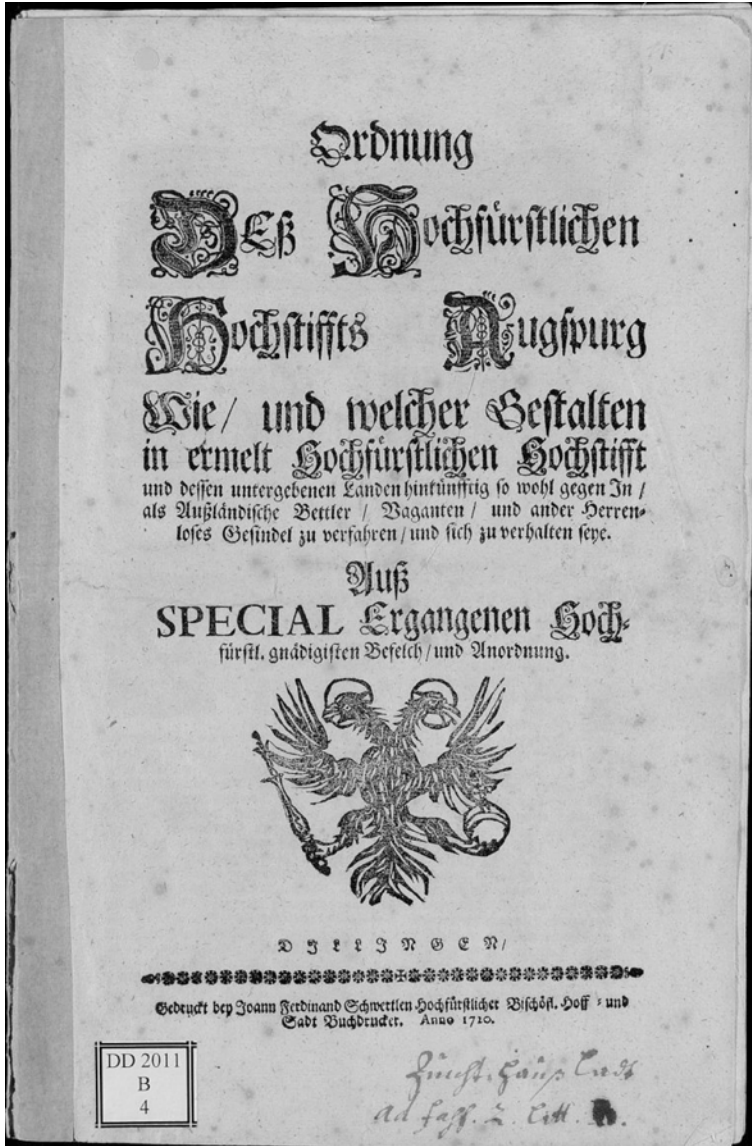 Ordnung
Deß Hochfürstlichen
Hochstiffts Augspurg
Wie / und welcher Gestalten
in ermelt Hochfürstlichen Hochstifft
und dessen untergebenen Landen hinkünfftig so wohl gegen In /
als Außländische Bettler / Vaganten / und ander Herren-
loses Gesindel zu verfahren / und sich zu verhalten seye.
Auß
SPECIAL Ergangenen Hoch-
fürstl. gnädigisten Befelch / und Anordnung.
DILLINGEN /
Gedruckt bey Joann Ferdinand Schwertlen Hochfürstlicher Bischöfl. Hoff- und
Sadt Buchdrucker. Anno 1710.
DD 2011
B
4
ad